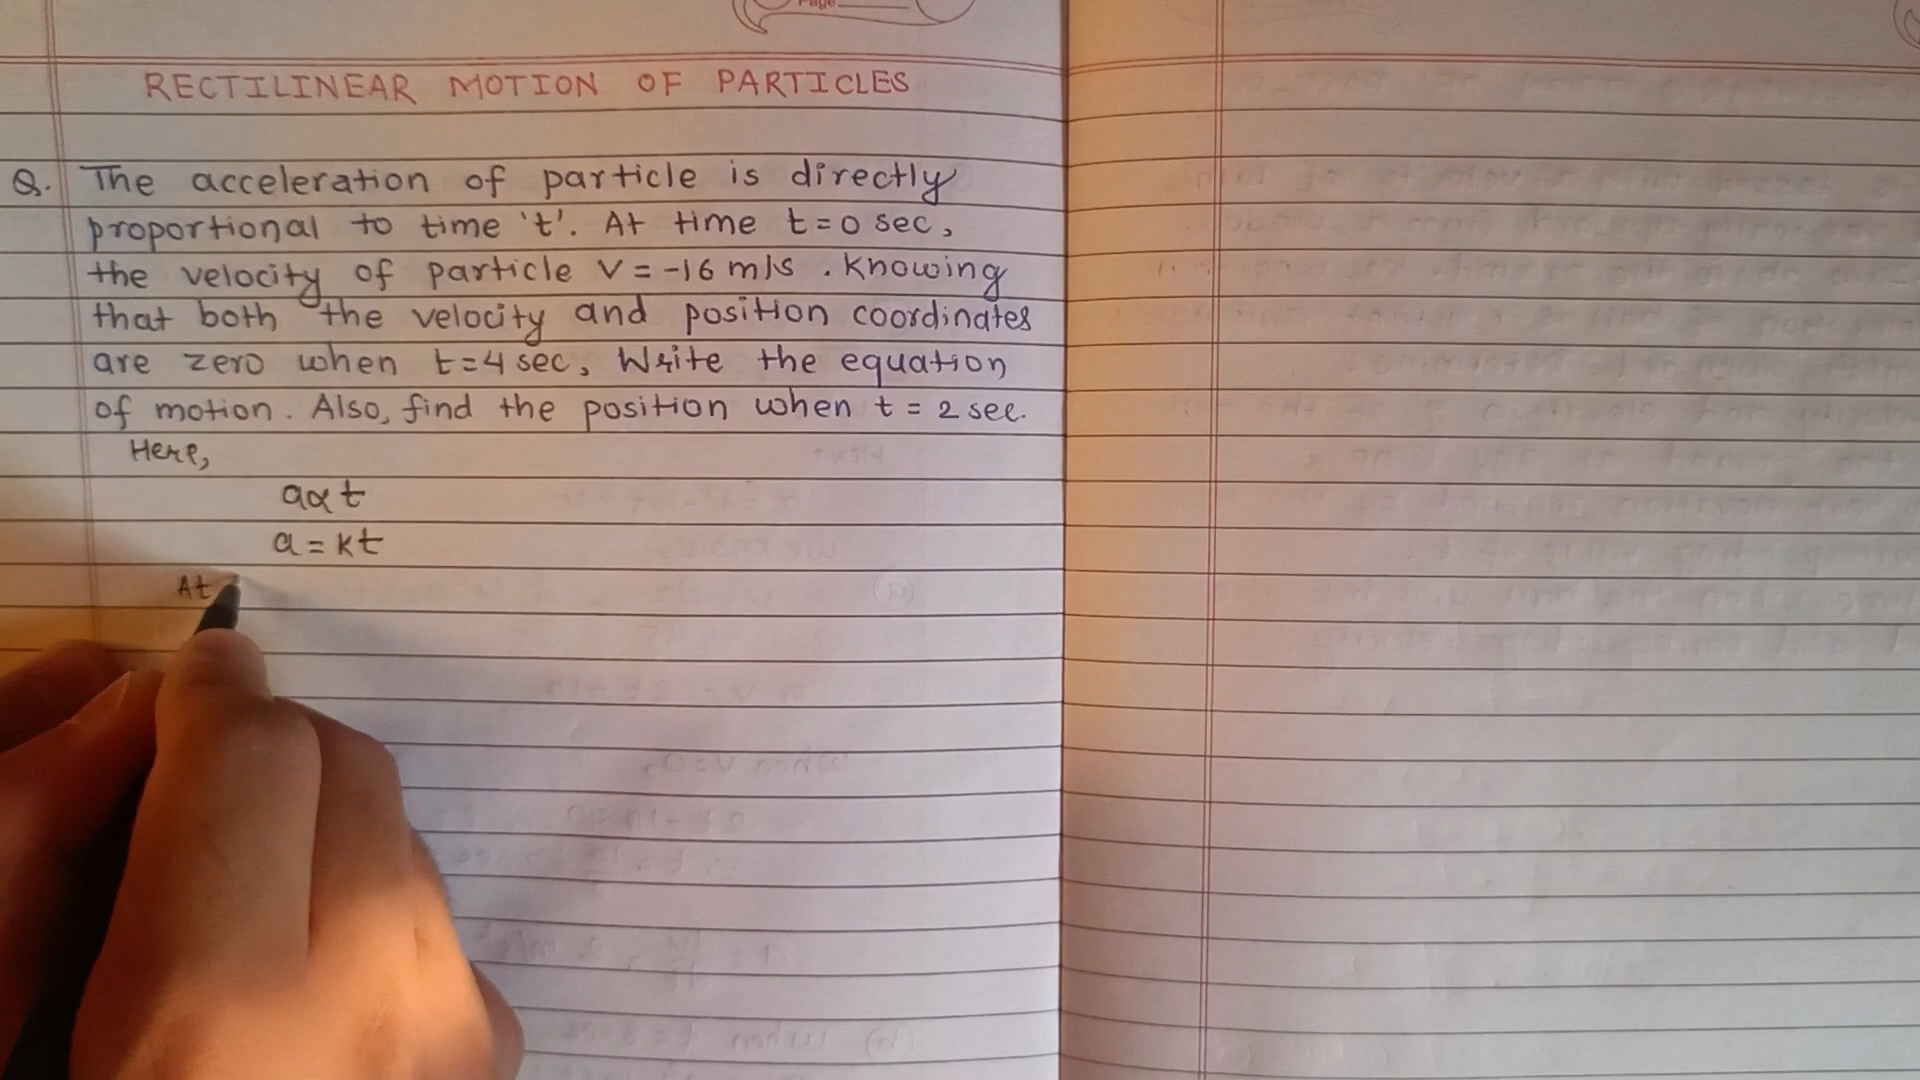 Page
RECTILINEAR MOTION OF PARTICLES
Q. The acceleration of particle is directly
proportional to time 't'. At time t=0 sec,
the velocity of particle v = -16 m/s. Knowing
that both the velocity and position coordinates
are zero when t=4 sec, Write the equation
of motion. Also, find the position when t = 2 sec.
Here,
a α t
a = kt
At